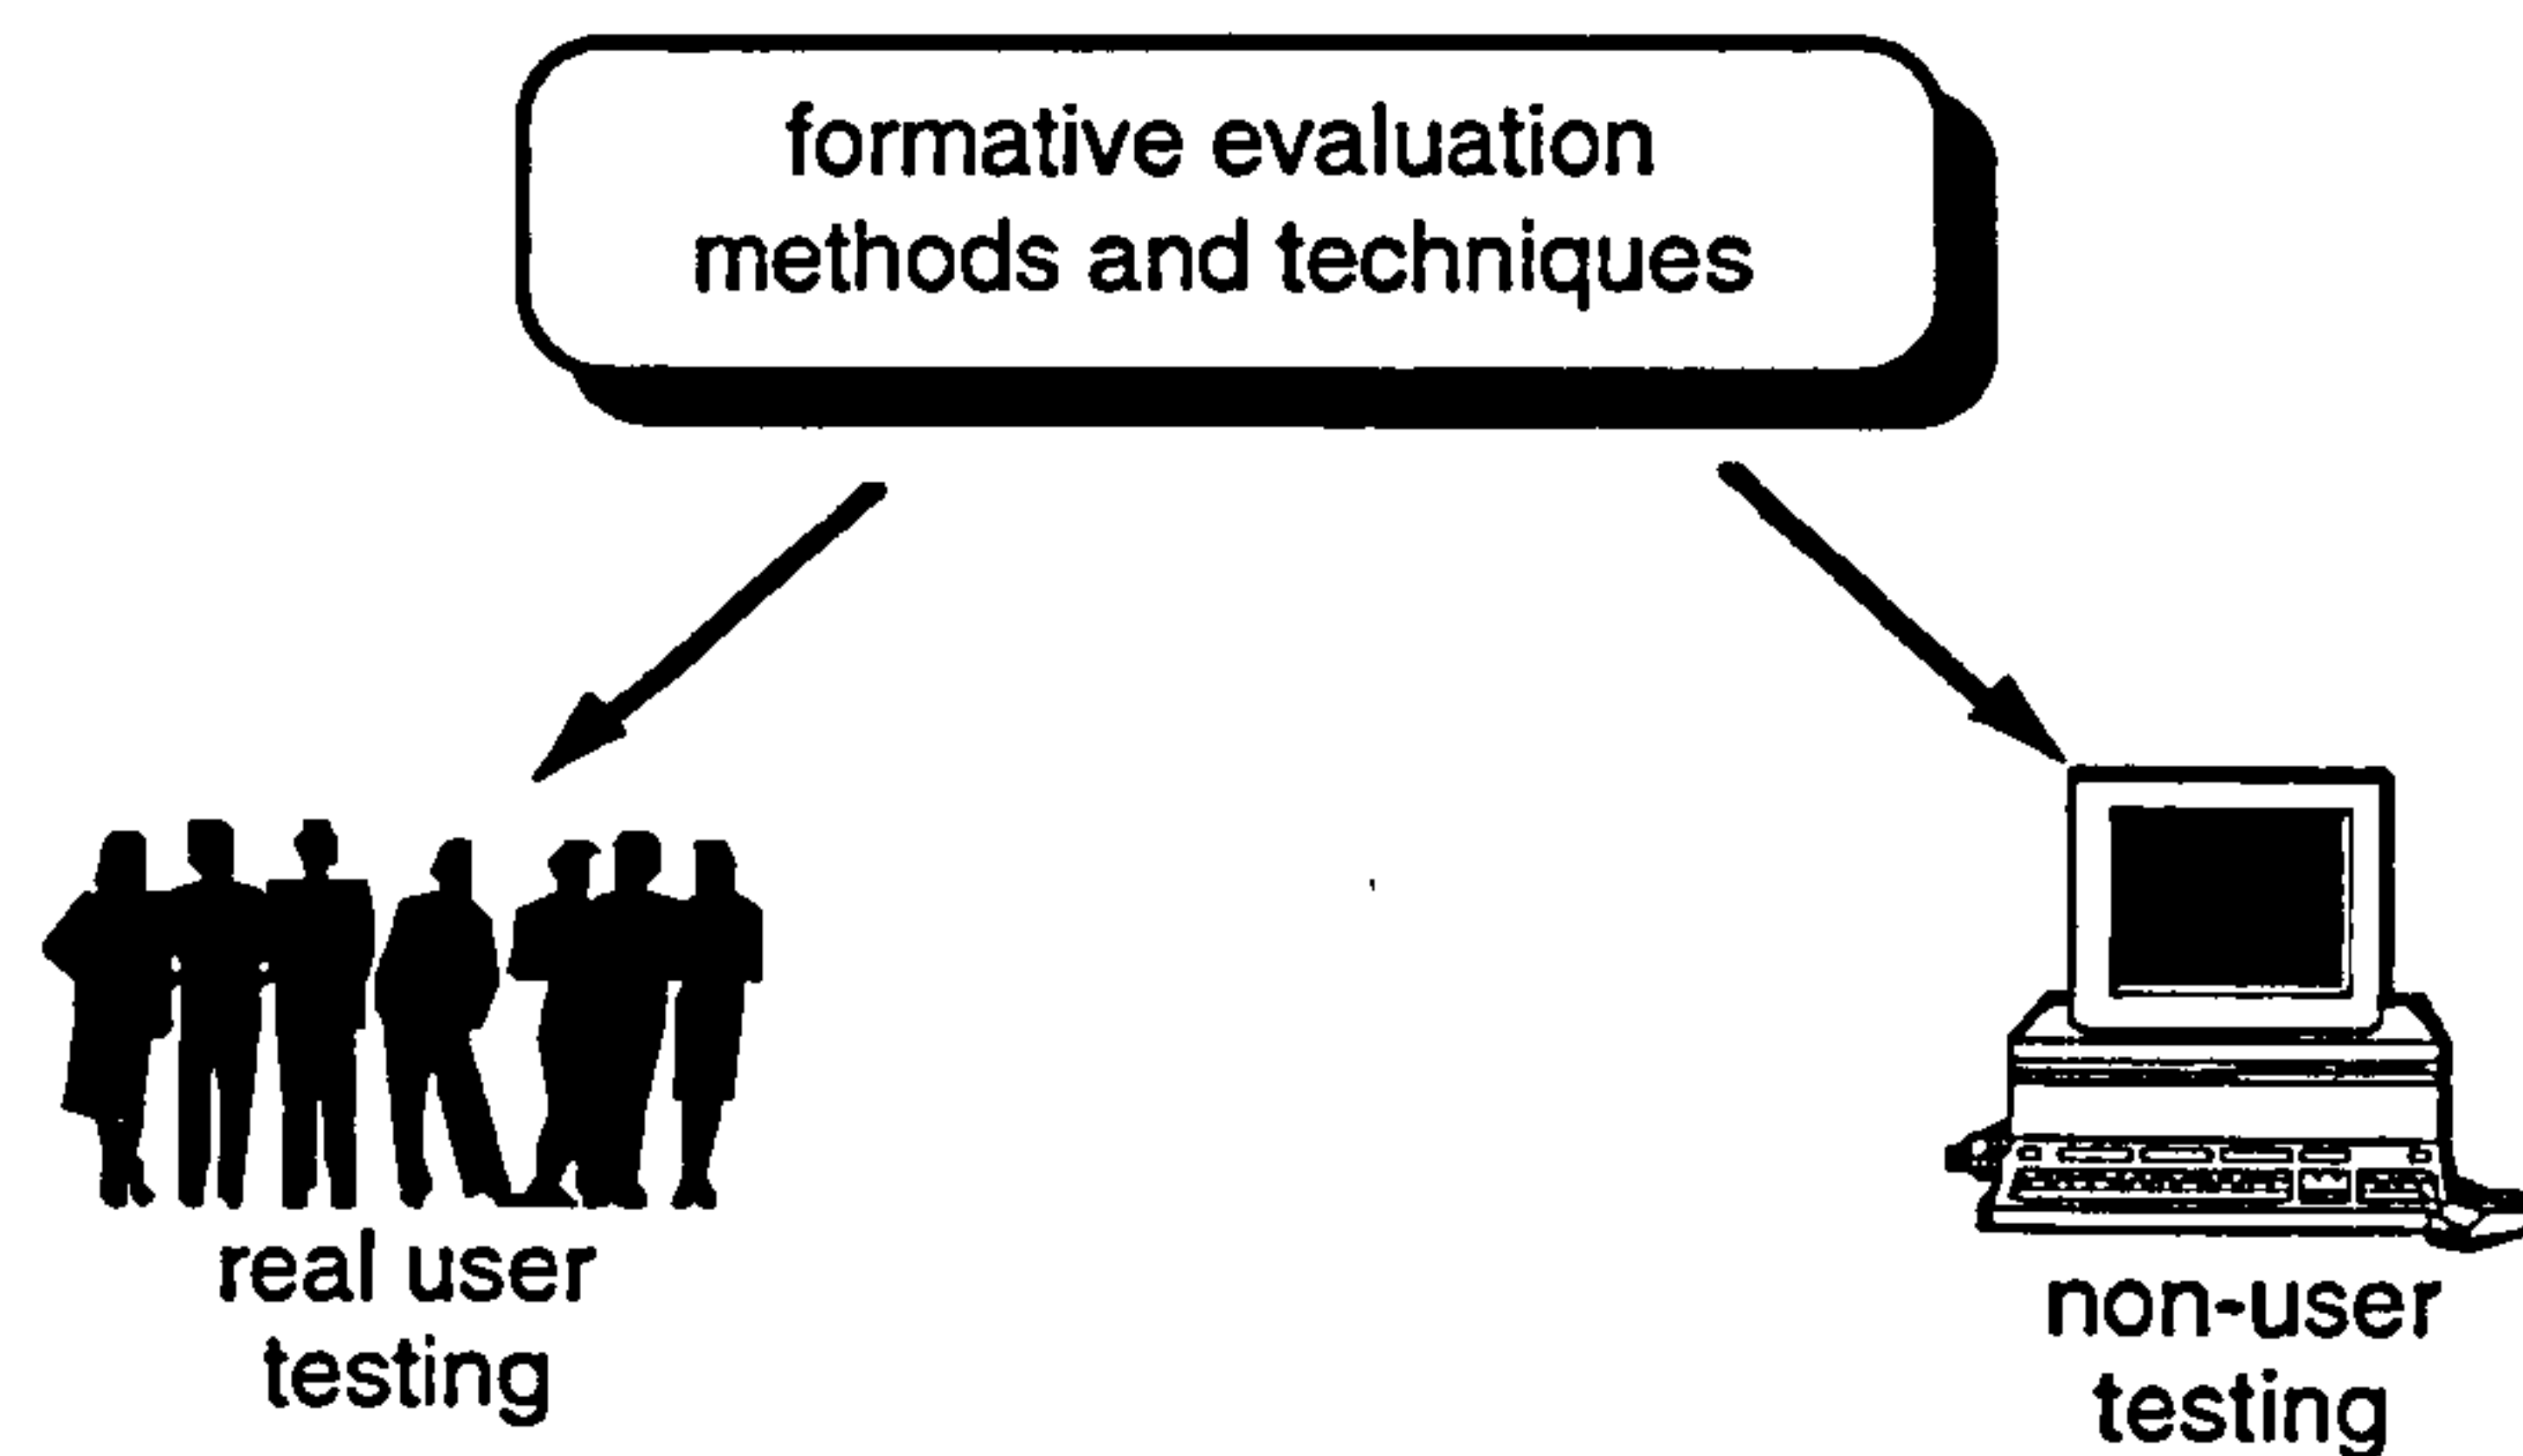 formative evaluation
methods and techniques
real user
testing
non-user
testing